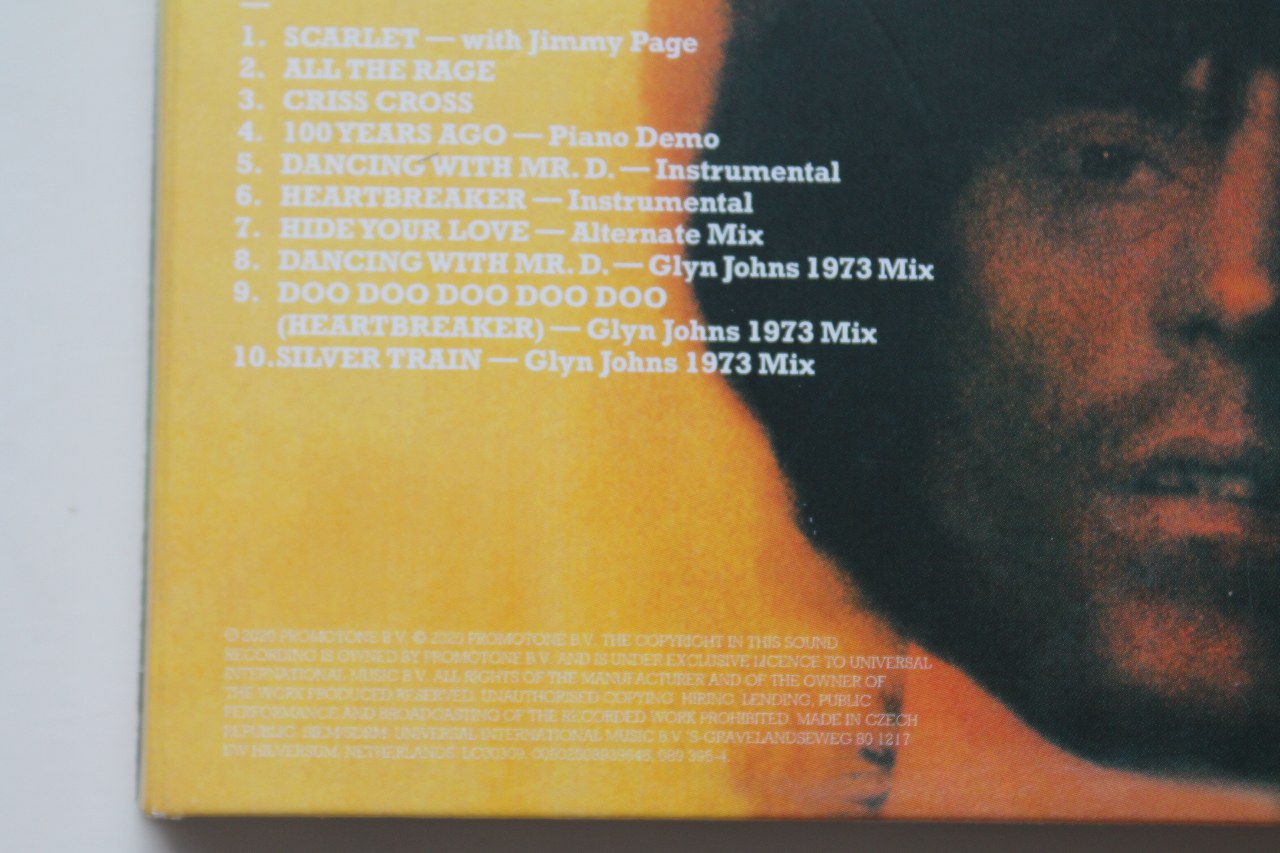 —
1. SCARLET — with Jimmy Page
2. ALL THE RAGE
3. CRISS CROSS
4. 100 YEARS AGO — Piano Demo
5. DANCING WITH MR. D. — Instrumental
6. HEARTBREAKER — Instrumental
7. HIDE YOUR LOVE — Alternate Mix
8. DANCING WITH MR. D. — Glyn Johns 1973 Mix
9. DOO DOO DOO DOO DOO
(HEARTBREAKER) — Glyn Johns 1973 Mix
10. SILVER TRAIN — Glyn Johns 1973 Mix
℗ 2020 PROMOTONE B.V. © 2020 PROMOTONE B.V. THE COPYRIGHT IN THIS SOUND
RECORDING IS OWNED BY PROMOTONE B.V. AND IS UNDER EXCLUSIVE LICENCE TO UNIVERSAL
INTERNATIONAL MUSIC B.V. ALL RIGHTS OF THE MANUFACTURER AND OF THE OWNER OF
THE WORK PRODUCED RESERVED. UNAUTHORISED COPYING, HIRING, LENDING, PUBLIC
PERFORMANCE AND BROADCASTING OF THE RECORDED WORK PROHIBITED. MADE IN CZECH
REPUBLIC. BIEM/SDRM. UNIVERSAL INTERNATIONAL MUSIC B.V. 'S-GRAVELANDSEWEG 80 1217
EW HILVERSUM, NETHERLANDS. 080 395-4.